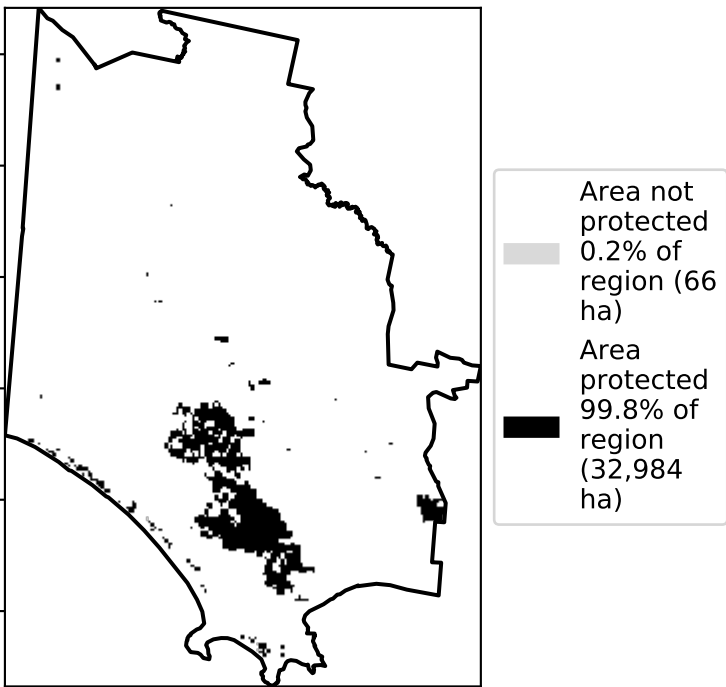 Area not
protected
0.2% of
region (66
ha)
Area
protected
99.8% of
region
(32,984
ha)